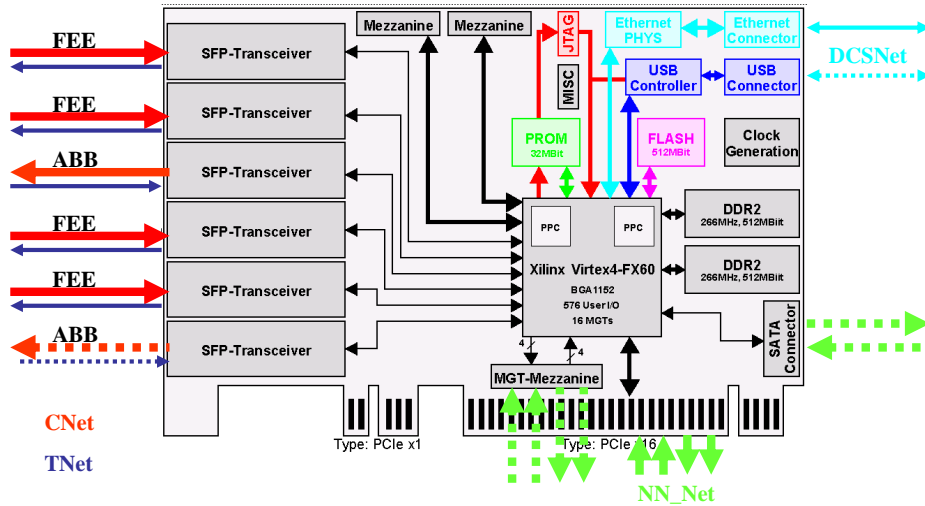 FEE
SFP-Transceiver
FEE
SFP-Transceiver
ABB
SFP-Transceiver
FEE
SFP-Transceiver
FEE
SFP-Transceiver
ABB
SFP-Transceiver
CNet
TNet
Mezzanine
Mezzanine
JTAG
MISC
Ethernet
PHYS
Ethernet
Connector
DCSNet
USB
Controller
USB
Connector
PROM
32MBit
FLASH
512MBit
Clock
Generation
PPC
PPC
Xilinx Virtex4-FX60
BGA1152
576 User I/O
16 MGTs
DDR2
266MHz, 512MBiit
DDR2
266MHz, 512MBiit
SATA
Connector
4
4
MGT-Mezzanine
Type: PCIe x1
Type: PCIe x16
NN_Net